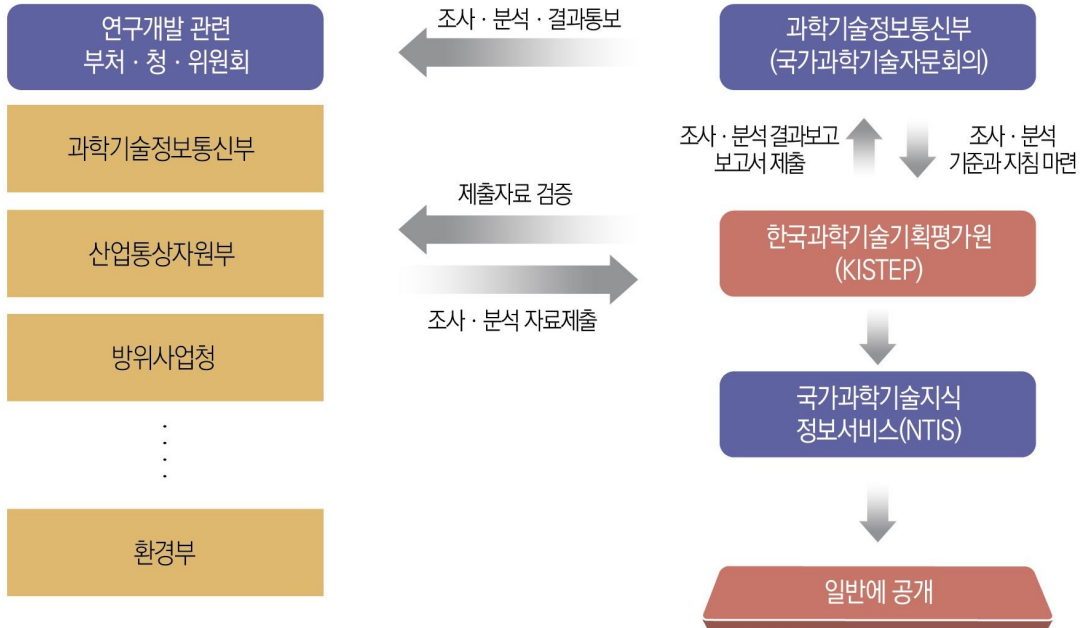 연구개발 관련
부처 · 청 · 위원회
조사 · 분석 · 결과통보
과학기술정보통신부
(국가과학기술자문회의)
과학기술정보통신부
조사 · 분석 결과보고
보고서 제출
조사 · 분석
기준과 지침 마련
산업통상자원부
제출자료 검증
조사 · 분석 자료제출
한국과학기술기획평가원
(KISTEP)
방위사업청
국가과학기술지식
정보서비스(NTIS)
환경부
일반에 공개